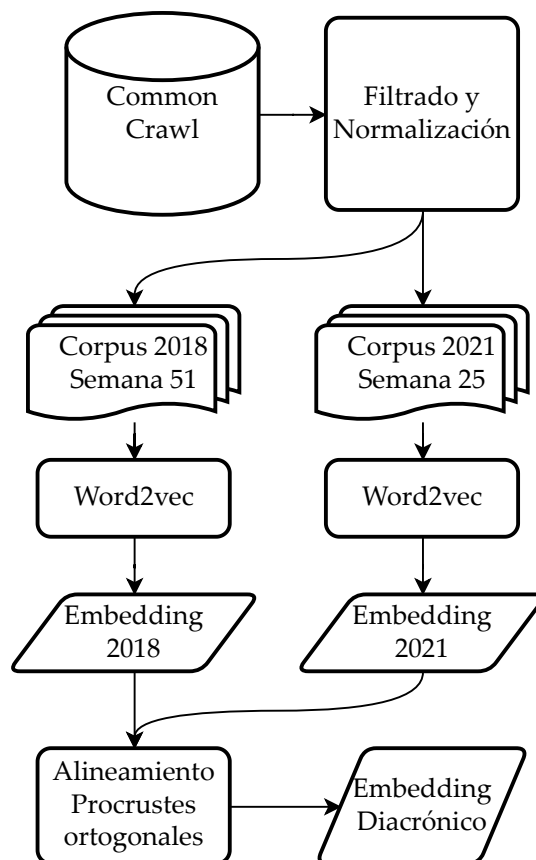 Common
Crawl
Filtrado y
Normalización
Corpus 2018
Semana 51
Corpus 2021
Semana 25
Word2vec
Word2vec
Embedding
2018
Embedding
2021
Alineamiento
Procrustes
ortogonales
Embedding
Diacrónico